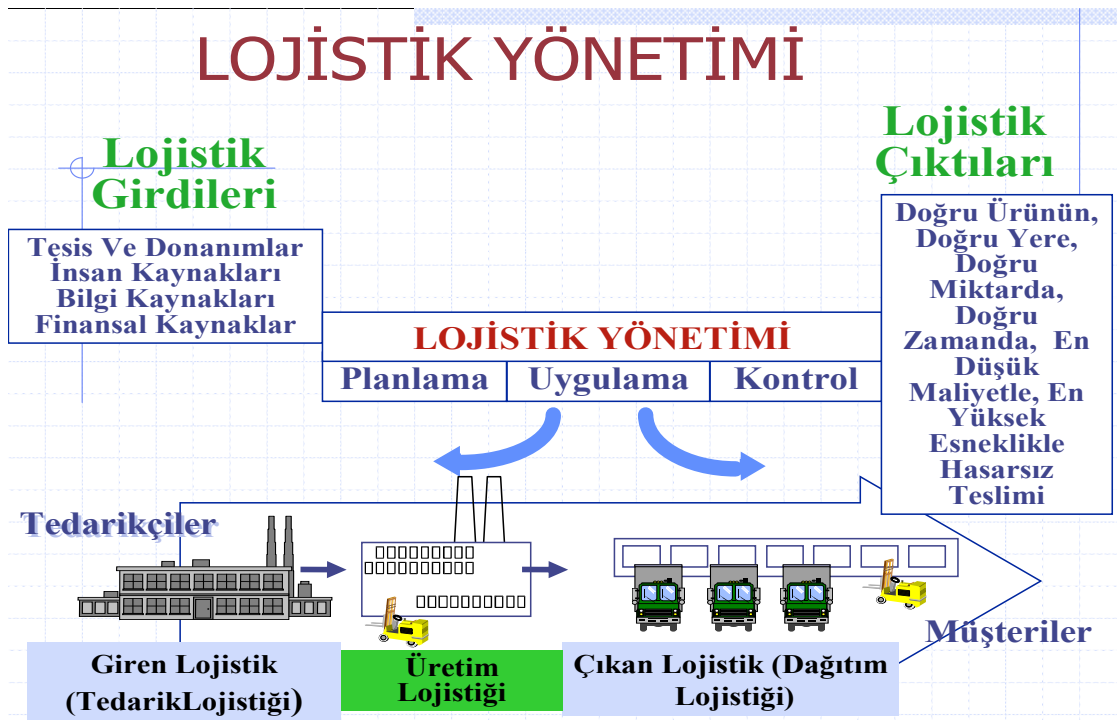 LOJİSTİK YÖNETİMİ
Lojistik
Girdileri
Tesis Ve Donanımlar
İnsan Kaynakları
Bilgi Kaynakları
Finansal Kaynaklar
Lojistik
Çıktıları
Doğru Ürünün,
Doğru Yere,
Doğru
Miktarda,
Doğru
Zamanda, En
Düşük
Maliyetle, En
Yüksek
Esneklikle
Hasarsız
Teslimi
LOJİSTİK YÖNETİMİ
Planlama Uygulama Kontrol
Tedarikçiler
Müşteriler
Giren Lojistik
(TedarikLojistiği)
Üretim
Lojistiği
Çıkan Lojistik (Dağıtım
Lojistiği)